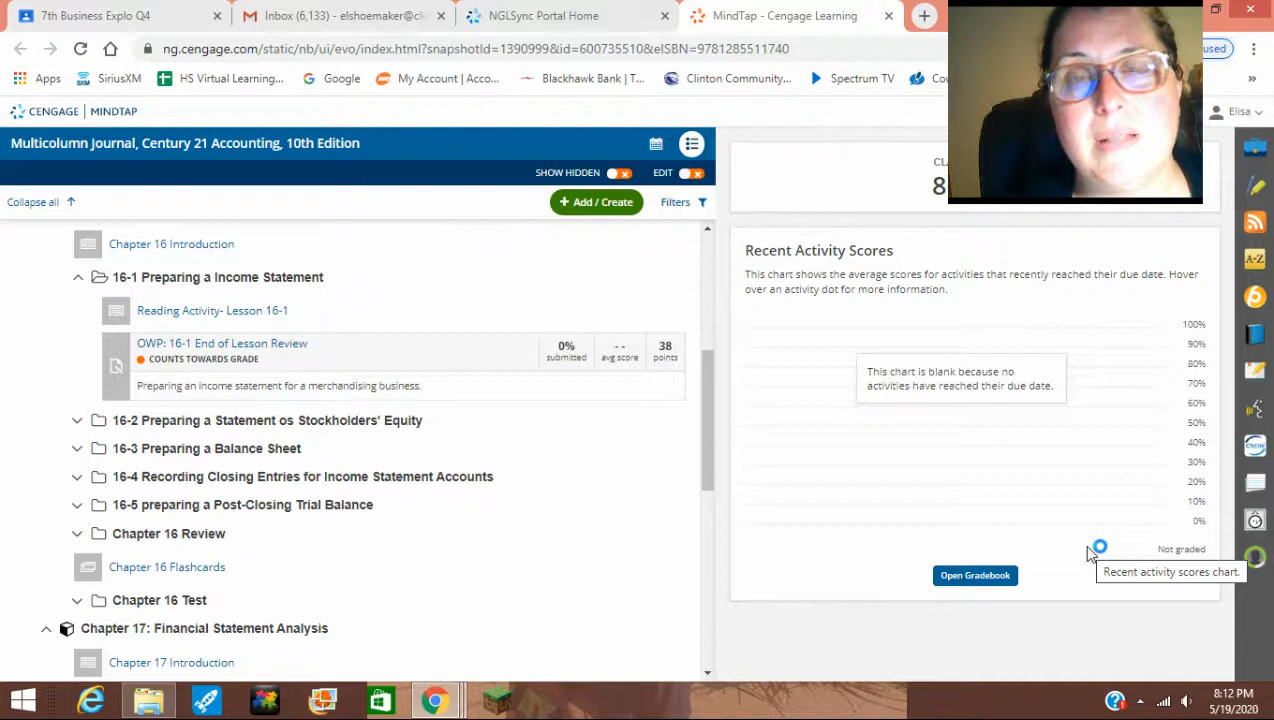 7th Business Explo Q4
Inbox (6,133) - elshoemaker@cli
NGLSync Portal Home
MindTap - Cengage Learning
ng.cengage.com/static/nb/ui/evo/index.html?snapshotId=1390999&id=600735510&eISBN=9781285511740
Apps
SiriusXM
HS Virtual Learning...
Google
My Account | Acco...
Blackhawk Bank | T...
Clinton Community...
Spectrum TV
CENGAGE | MINDTAP
Elisa
Multicolumn Journal, Century 21 Accounting, 10th Edition
SHOW HIDDEN
EDIT
Collapse all
+ Add / Create
Filters
Chapter 16 Introduction
16-1 Preparing a Income Statement
Reading Activity- Lesson 16-1
OWP: 16-1 End of Lesson Review
COUNTS TOWARDS GRADE
0%
submitted
- -
avg score
38
points
Preparing an income statement for a merchandising business.
16-2 Preparing a Statement os Stockholders' Equity
16-3 Preparing a Balance Sheet
16-4 Recording Closing Entries for Income Statement Accounts
16-5 preparing a Post-Closing Trial Balance
Chapter 16 Review
Chapter 16 Flashcards
Chapter 16 Test
Chapter 17: Financial Statement Analysis
Chapter 17 Introduction
Recent Activity Scores
This chart shows the average scores for activities that recently reached their due date. Hover
over an activity dot for more information.
100%
90%
80%
70%
60%
50%
40%
30%
20%
10%
0%
This chart is blank because no
activities have reached their due date.
Not graded
Recent activity scores chart.
Open Gradebook
A-Z
CNOW
8:12 PM
5/19/2020